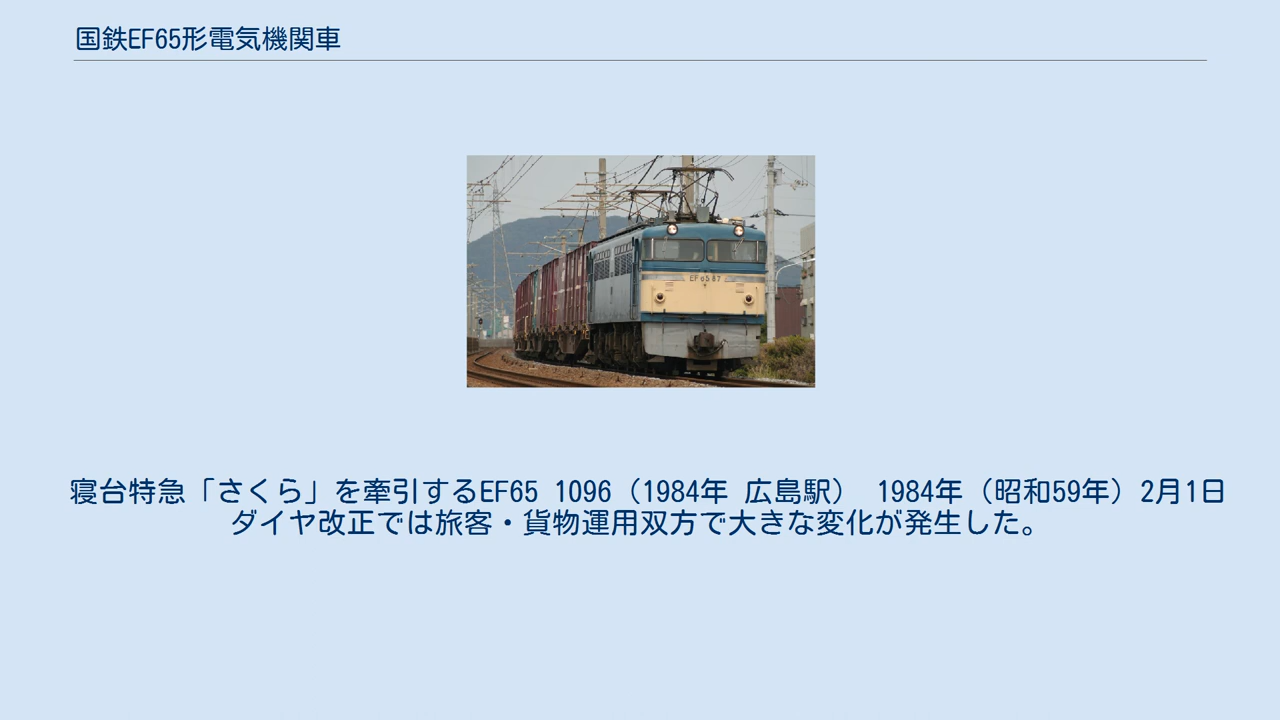 国鉄EF65形電気機関車
EF65 87
寝台特急「さくら」を牽引するEF65 1096（1984年 広島駅） 1984年（昭和59年）2月1日
ダイヤ改正では旅客・貨物運用双方で大きな変化が発生した。